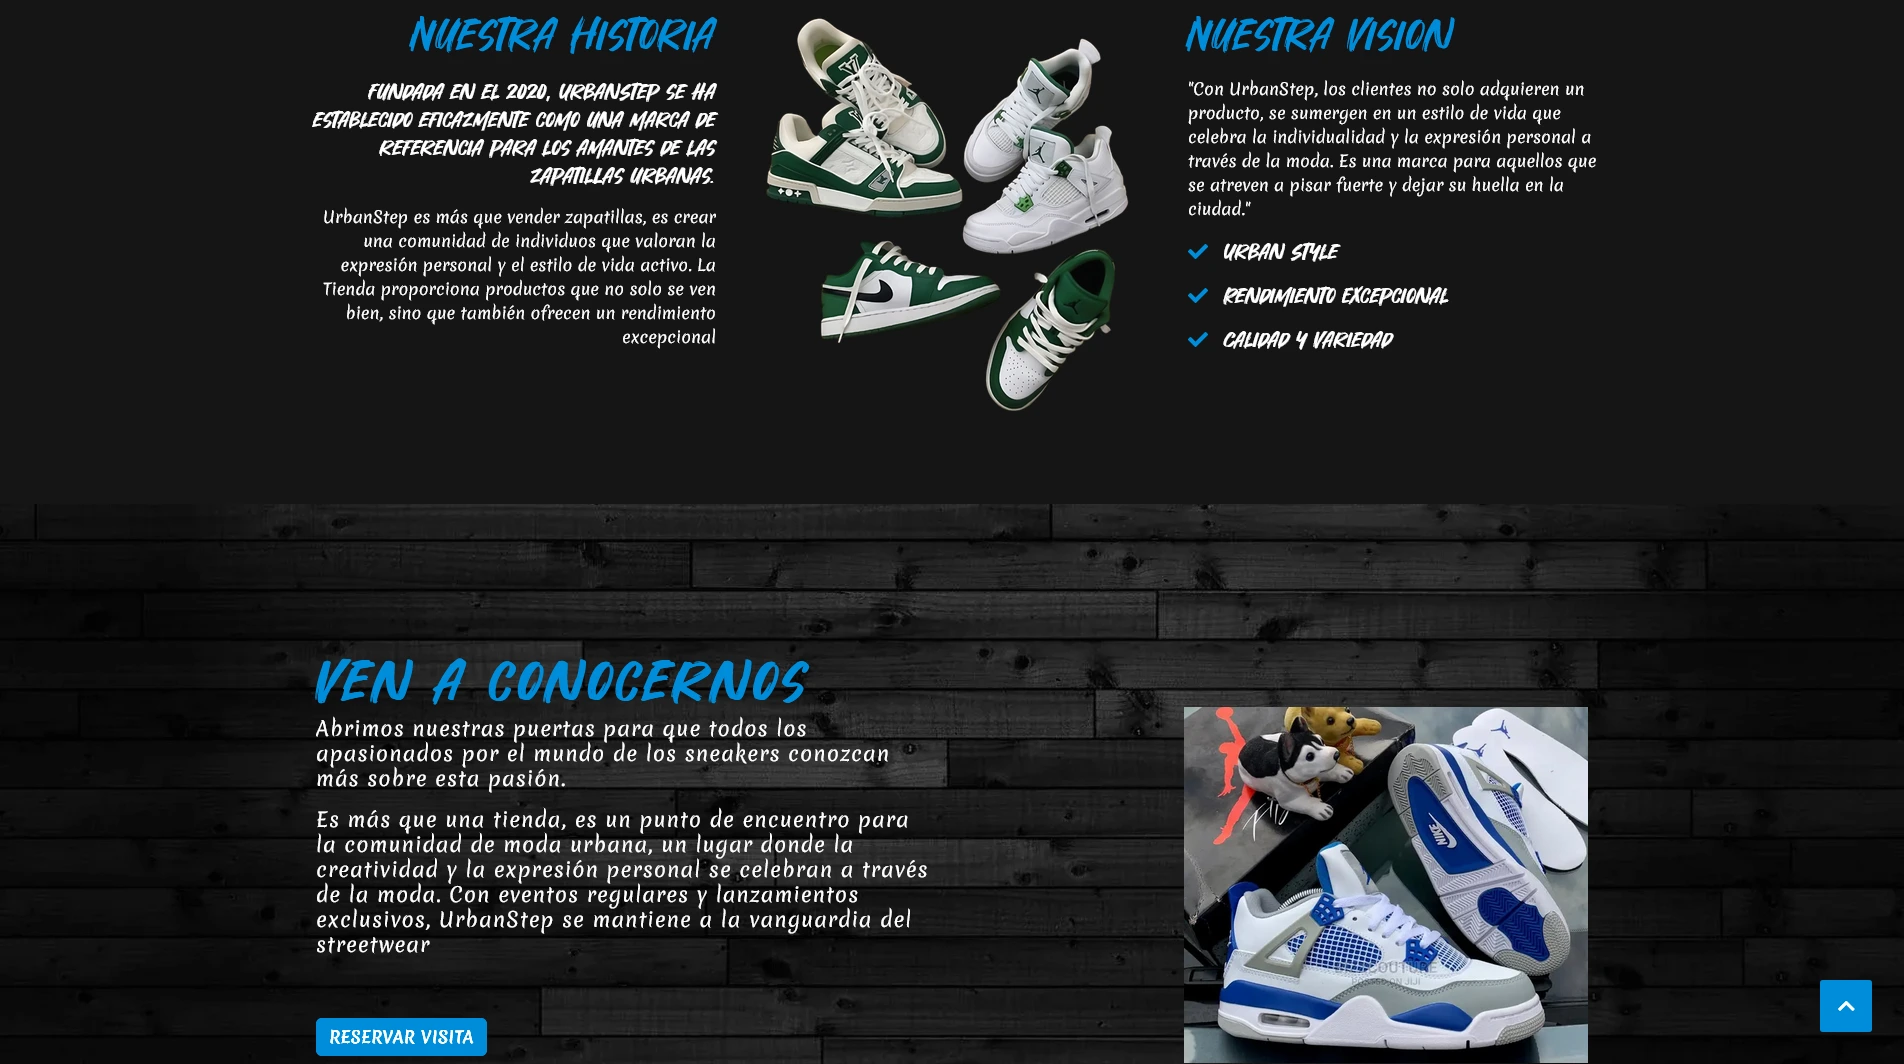 NUESTRA HISTORIA
FUNDADA EN EL 2020, URBANSTEP SE HA
ESTABLECIDO EFICAZMENTE COMO UNA MARCA DE
REFERENCIA PARA LOS AMANTES DE LAS
ZAPATILLAS URBANAS.
UrbanStep es más que vender zapatillas, es crear
una comunidad de individuos que valoran la
expresión personal y el estilo de vida activo. La
Tienda proporciona productos que no solo se ven
bien, sino que también ofrecen un rendimiento
excepcional
NUESTRA VISION
"Con UrbanStep, los clientes no solo adquieren un
producto, se sumergen en un estilo de vida que
celebra la individualidad y la expresión personal a
través de la moda. Es una marca para aquellos que
se atreven a pisar fuerte y dejar su huella en la
ciudad."
URBAN STYLE
RENDIMIENTO EXCEPCIONAL
CALIDAD Y VARIEDAD
VEN A CONOCERNOS
Abrimos nuestras puertas para que todos los
apasionados por el mundo de los sneakers conozcan
más sobre esta pasión.
Es más que una tienda, es un punto de encuentro para
la comunidad de moda urbana, un lugar donde la
creatividad y la expresión personal se celebran a través
de la moda. Con eventos regulares y lanzamientos
exclusivos, UrbanStep se mantiene a la vanguardia del
streetwear
RESERVAR VISITA
NIKE
COUTURE